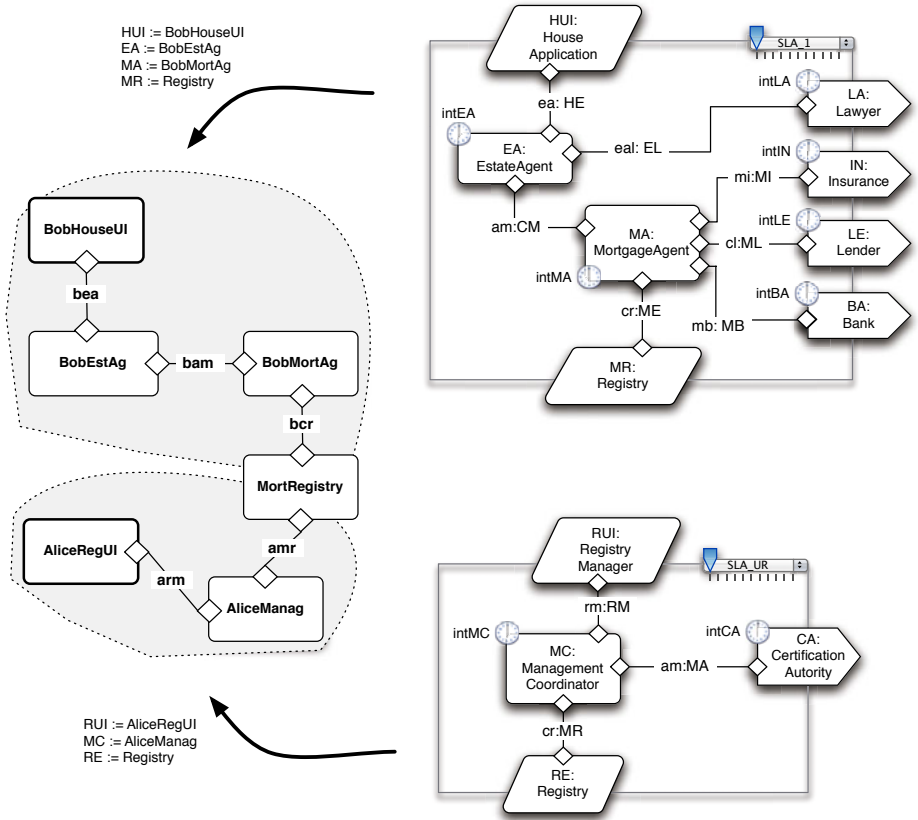 HUI := BobHouseUI
EA := BobEstAg
MA := BobMortAg
MR := Registry
BobHouseUI
bea
BobEstAg
bam
BobMortAg
bcr
MortRegistry
amr
AliceRegUI
arm
AliceManag
RUI := AliceRegUI
MC := AliceManag
RE := Registry
HUI:
House
Application
SLA_1
ea: HE
intEA
EA:
EstateAgent
eal: EL
intLA
LA:
Lawyer
intIN
IN:
Insurance
mi:MI
am:CM
MA:
MortgageAgent
intMA
cl:ML
intLE
LE:
Lender
cr:ME
mb: MB
intBA
BA:
Bank
MR:
Registry
RUI:
Registry
Manager
SLA_UR
rm:RM
intMC
MC:
Management
Coordinator
am:MA
intCA
CA:
Certification
Autority
cr:MR
RE:
Registry